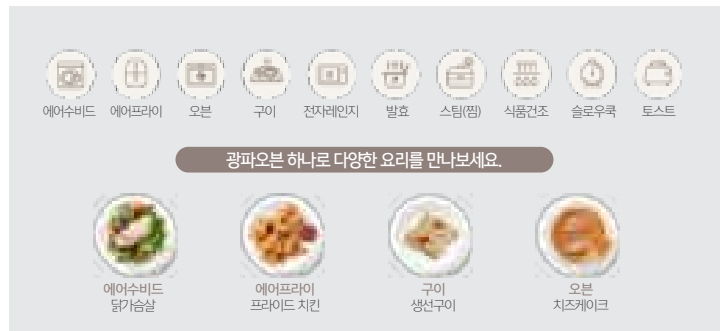 에어수비드 에어프라이 오븐 구이 전자레인지 발효 스팀(찜) 식품건조 슬로우쿡 토스트
광파오븐 하나로 다양한 요리를 만나보세요.
에어수비드 에어프라이 구이 오븐
닭가슴살 프라이드 치킨 생선구이 치즈케이크